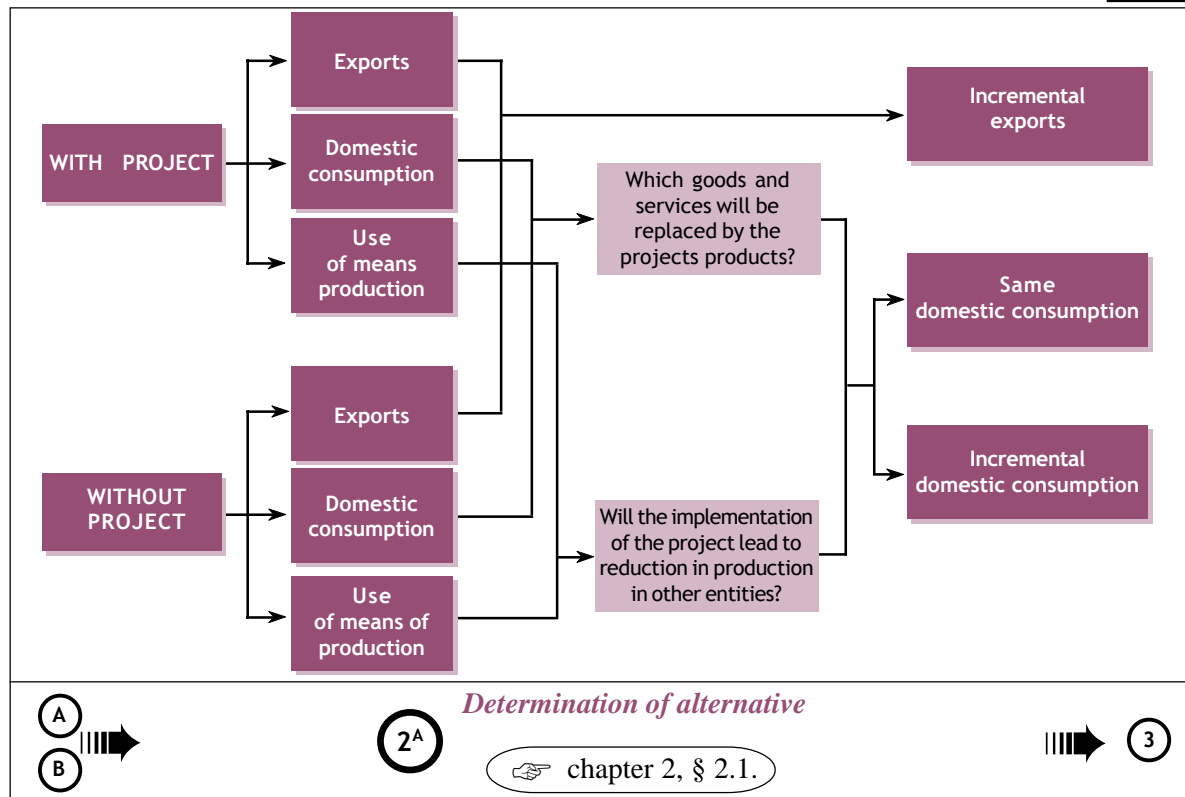 WITH PROJECT
Exports
Domestic
consumption
Use
of means
production
WITHOUT
PROJECT
Exports
Domestic
consumption
Use
of means of
production
Which goods and
services will be
replaced by the
projects products?
Will the implementation
of the project lead to
reduction in production
in other entities?
Incremental
exports
Same
domestic consumption
Incremental
domestic consumption
A
B
2A
Determination of alternative
☞ chapter 2, § 2.1.
3